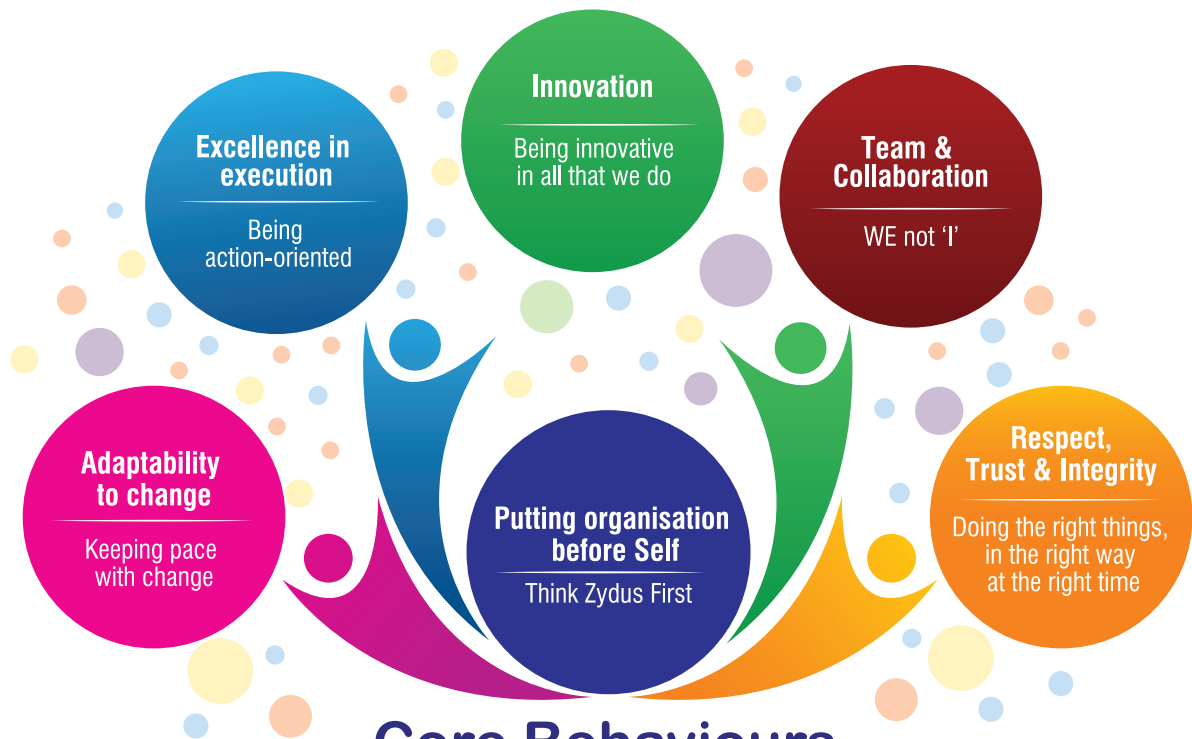 Innovation
Being innovative
in all that we do
Excellence in
execution
Being
action-oriented
Team &
Collaboration
WE not ‘I’
Adaptability
to change
Keeping pace
with change
Putting organisation
before Self
Think Zydus First
Respect,
Trust & Integrity
Doing the right things,
in the right way
at the right time
Core Behaviours